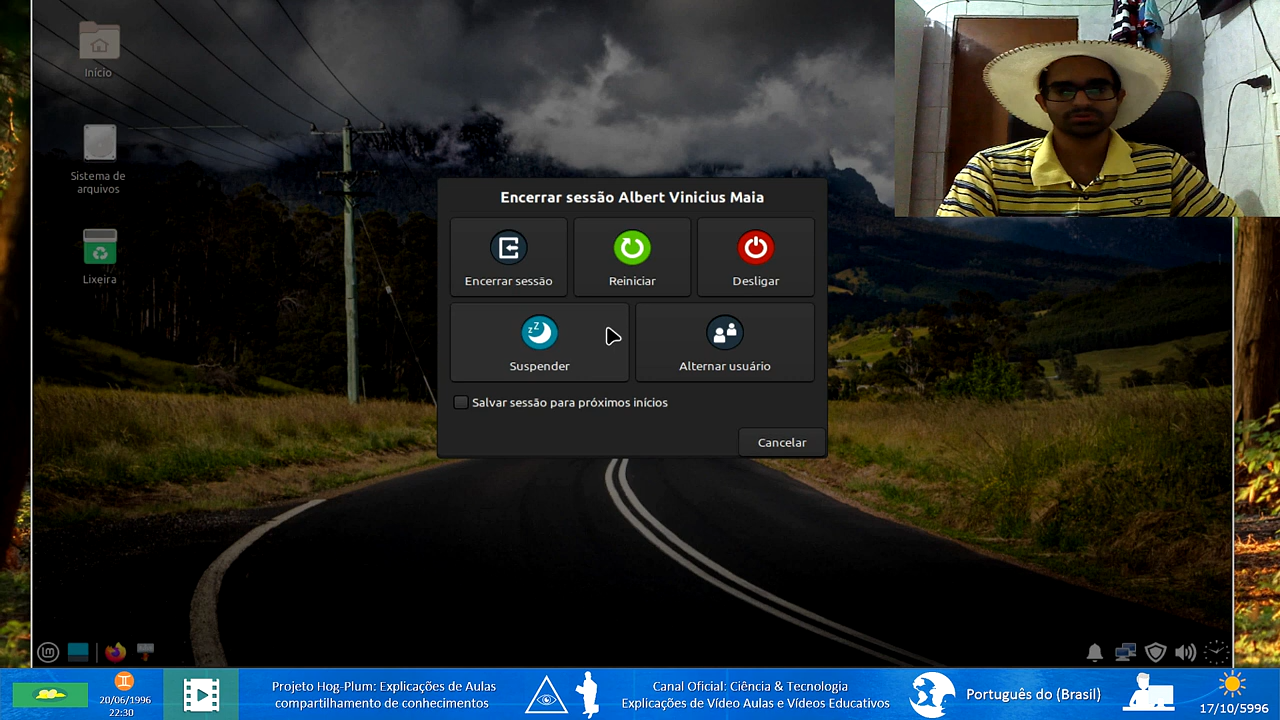 Início
Sistema de
arquivos
Lixeira
Encerrar sessão Albert Vinicius Maia
Encerrar sessão
Reiniciar
Desligar
Suspender
Alternar usuário
Salvar sessão para próximos inícios
Cancelar
20/06/1996
22:30
Projeto Hog-Plum: Explicações de Aulas
compartilhamento de conhecimentos
Canal Oficial: Ciência & Tecnologia
Explicações de Vídeo Aulas e Vídeos Educativos
Português do (Brasil)
17/10/5996